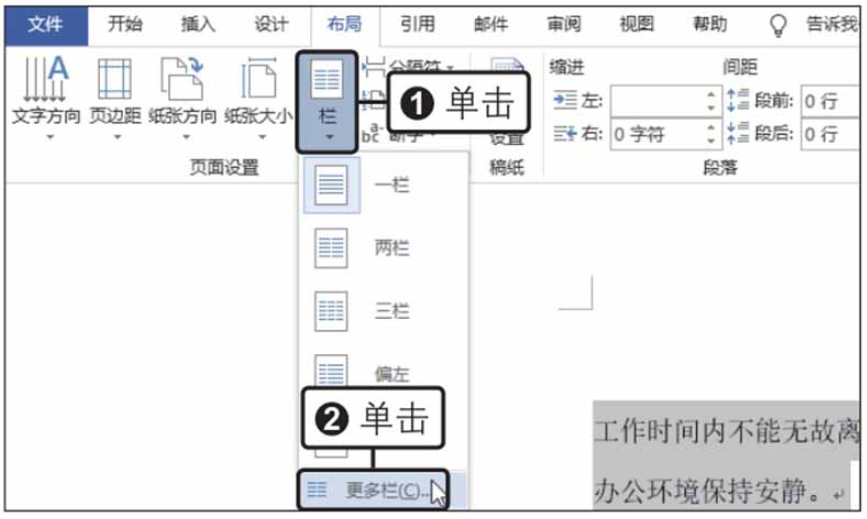 文件 开始 插入 设计 布局 引用 邮件 审阅 视图 帮助 告诉我
文字方向 页边距 纸张方向 纸张大小 栏 分隔符
❶ 单击
断字
设置
缩进 间距
左: 段前: 0 行
右: 0 字符 段后: 0 行
页面设置 稿纸 段落
一栏
两栏
三栏
偏左
❷ 单击
更多栏(C)...
工作时间内不能无故离
办公环境保持安静。